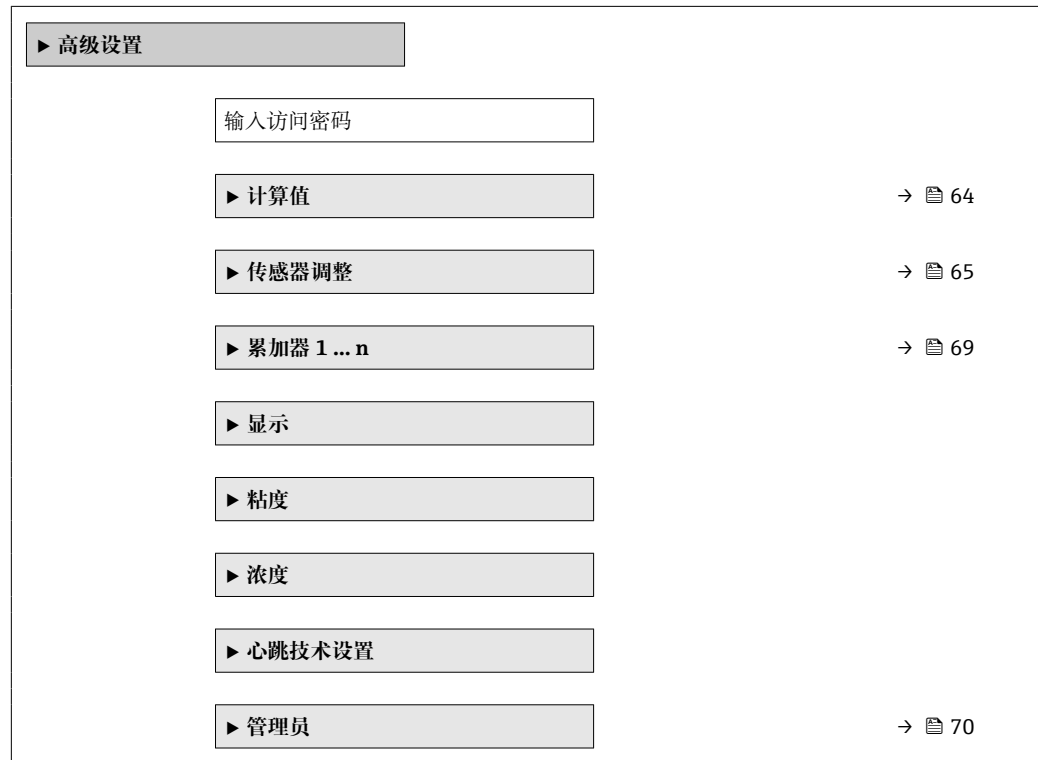 ▶ 高级设置
输入访问密码
▶ 计算值 → 64
▶ 传感器调整 → 65
▶ 累加器 1 ... n → 69
▶ 显示
▶ 粘度
▶ 浓度
▶ 心跳技术设置
▶ 管理员 → 70